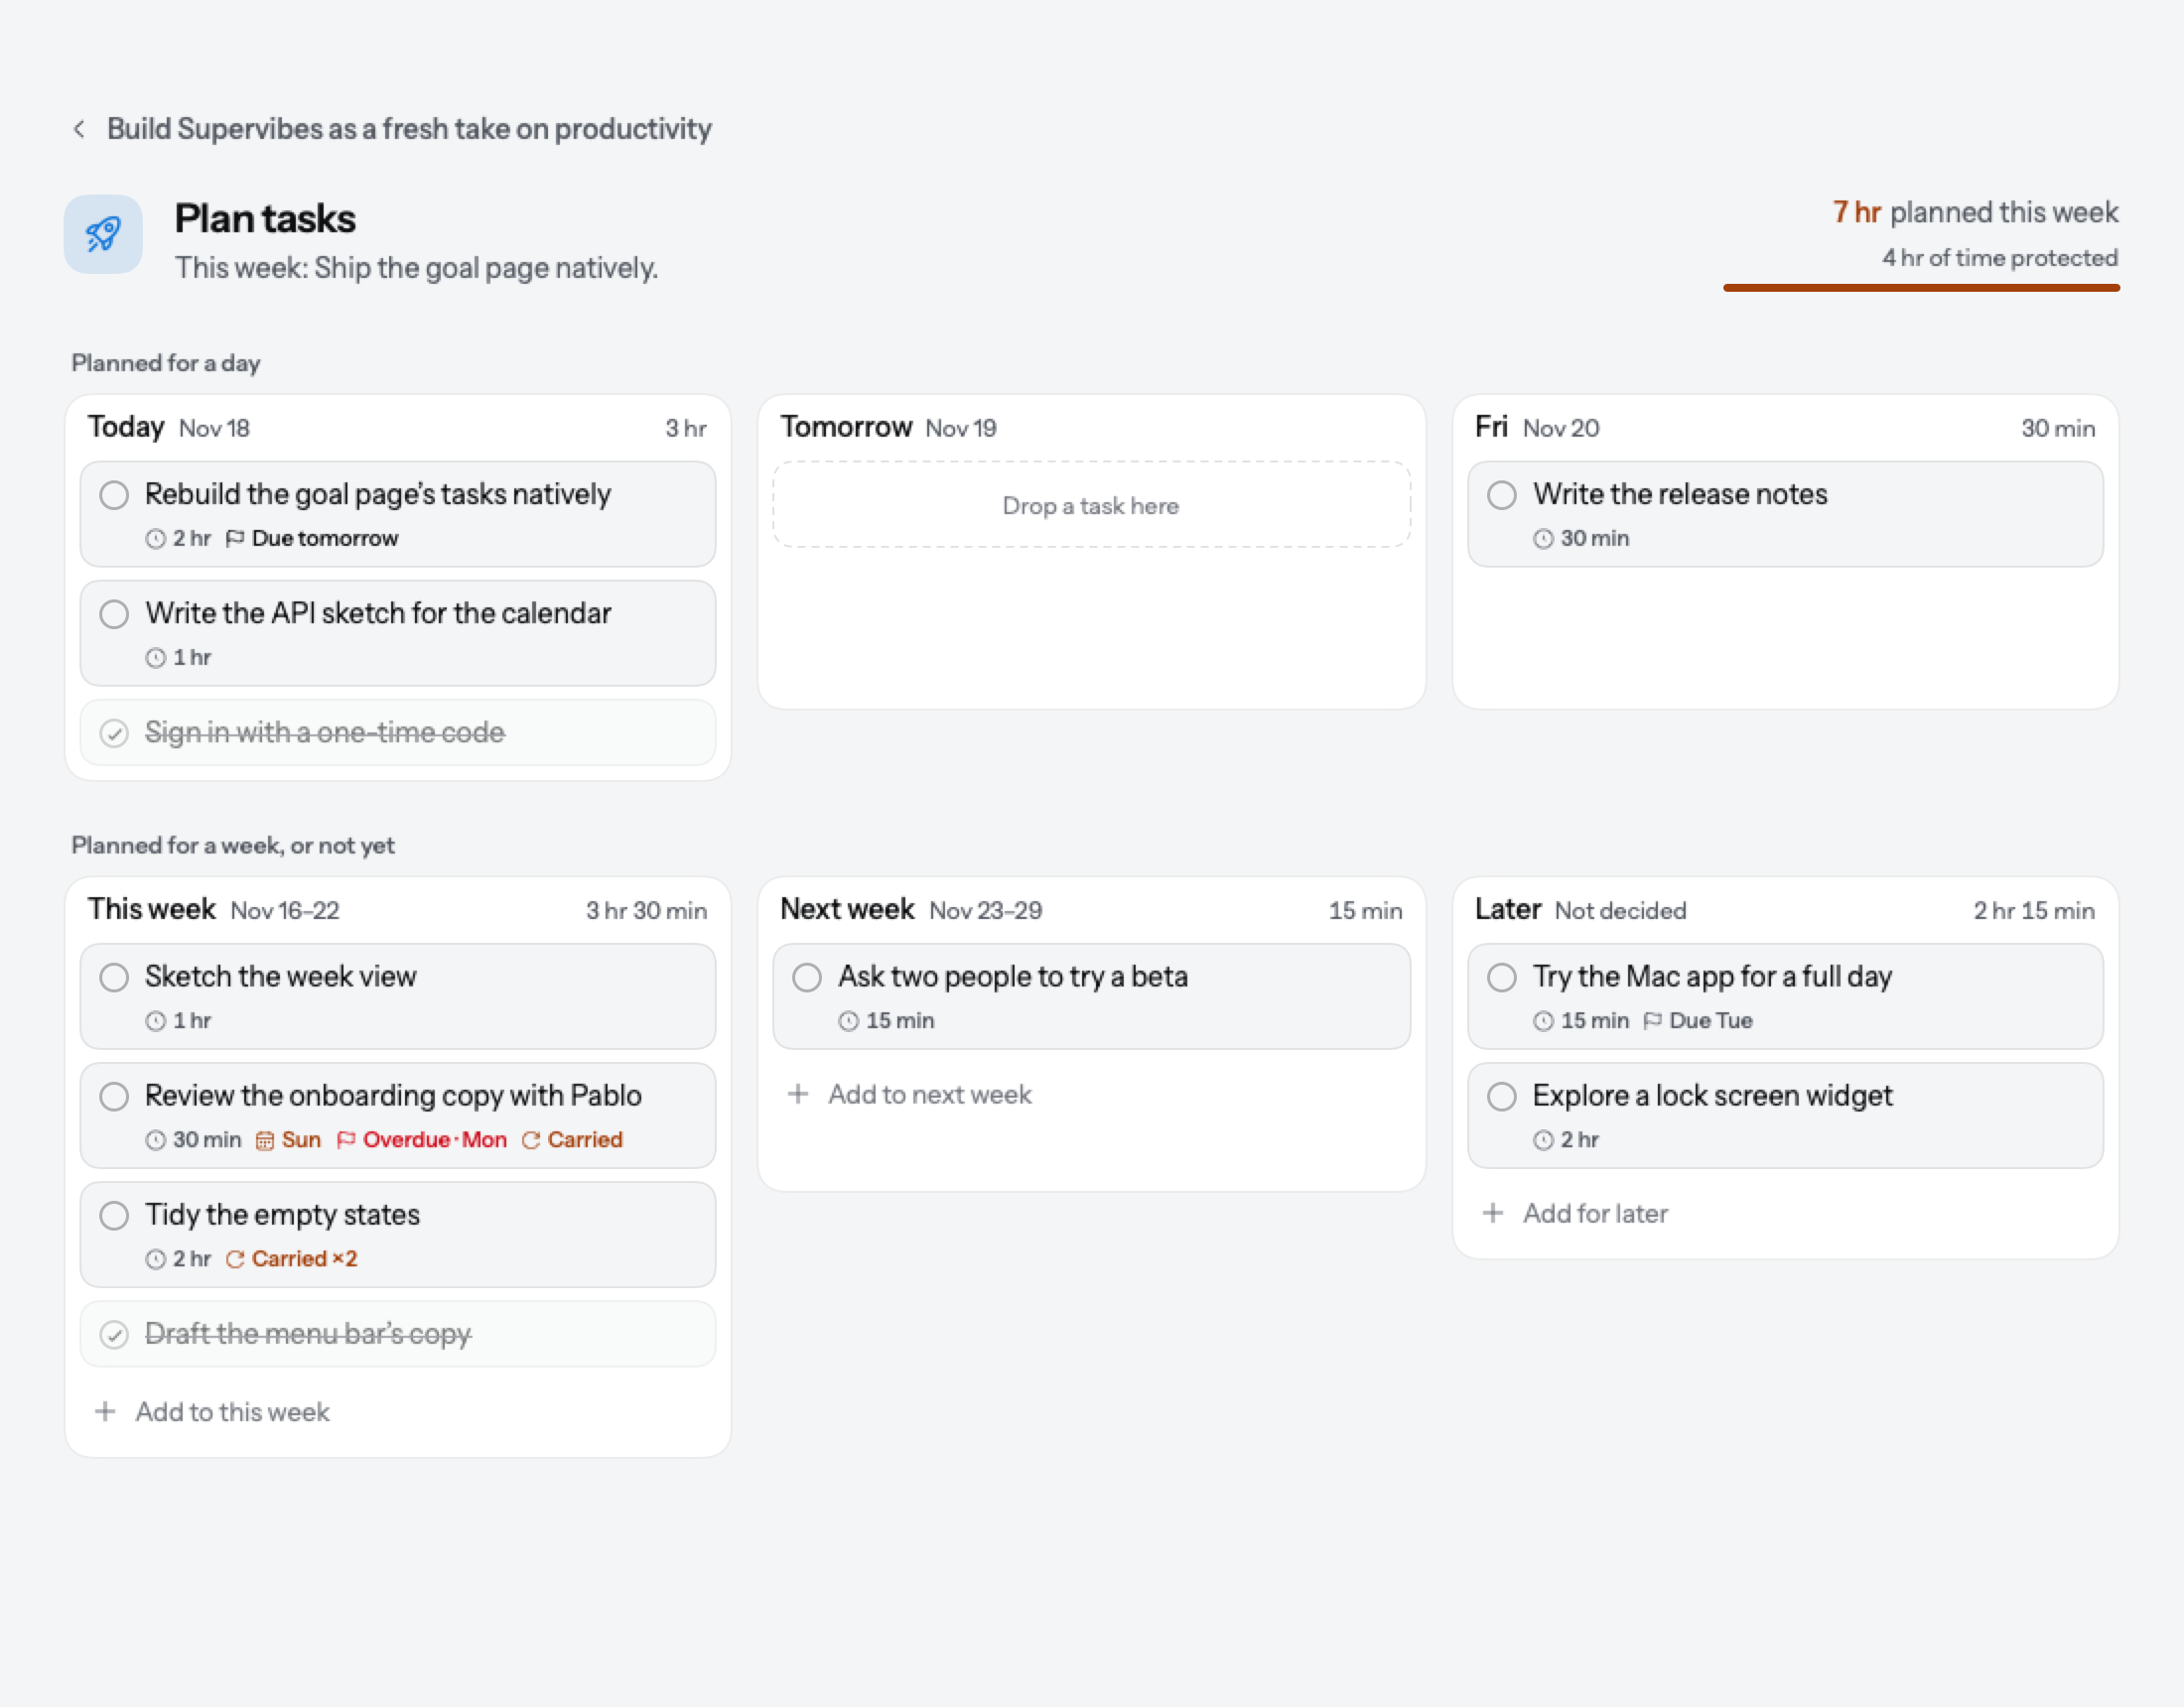 Build Supervibes as a fresh take on productivity
Plan tasks
This week: Ship the goal page natively.
7 hr planned this week
4 hr of time protected
Planned for a day
Today Nov 18 3 hr
Rebuild the goal page’s tasks natively
2 hr Due tomorrow
Write the API sketch for the calendar
1 hr
Sign in with a one-time code
Tomorrow Nov 19
Drop a task here
Fri Nov 20 30 min
Write the release notes
30 min
Planned for a week, or not yet
This week Nov 16–22 3 hr 30 min
Sketch the week view
1 hr
Review the onboarding copy with Pablo
30 min Sun Overdue · Mon Carried
Tidy the empty states
2 hr Carried ×2
Draft the menu bar’s copy
Add to this week
Next week Nov 23–29 15 min
Ask two people to try a beta
15 min
Add to next week
Later Not decided 2 hr 15 min
Try the Mac app for a full day
15 min Due Tue
Explore a lock screen widget
2 hr
Add for later